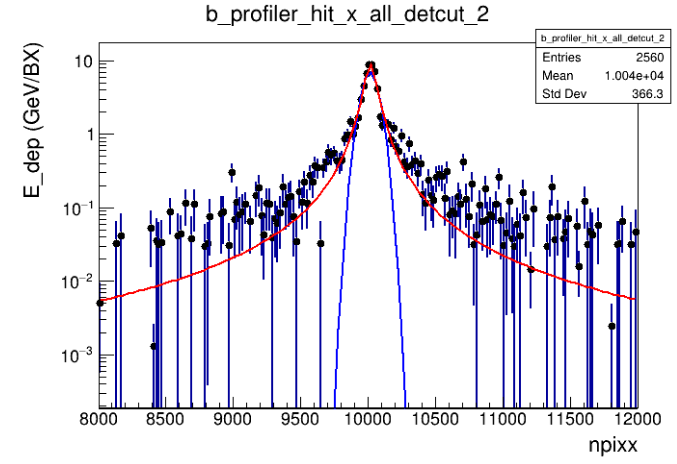 b_profiler_hit_x_all_detcut_2
b_profiler_hit_x_all_detcut_2
Entries 2560
Mean 1.004e+04
Std Dev 366.3
E_dep (GeV/BX)
10
1
10⁻¹
10⁻²
10⁻³
8000 8500 9000 9500 10000 10500 11000 11500 12000
npixx